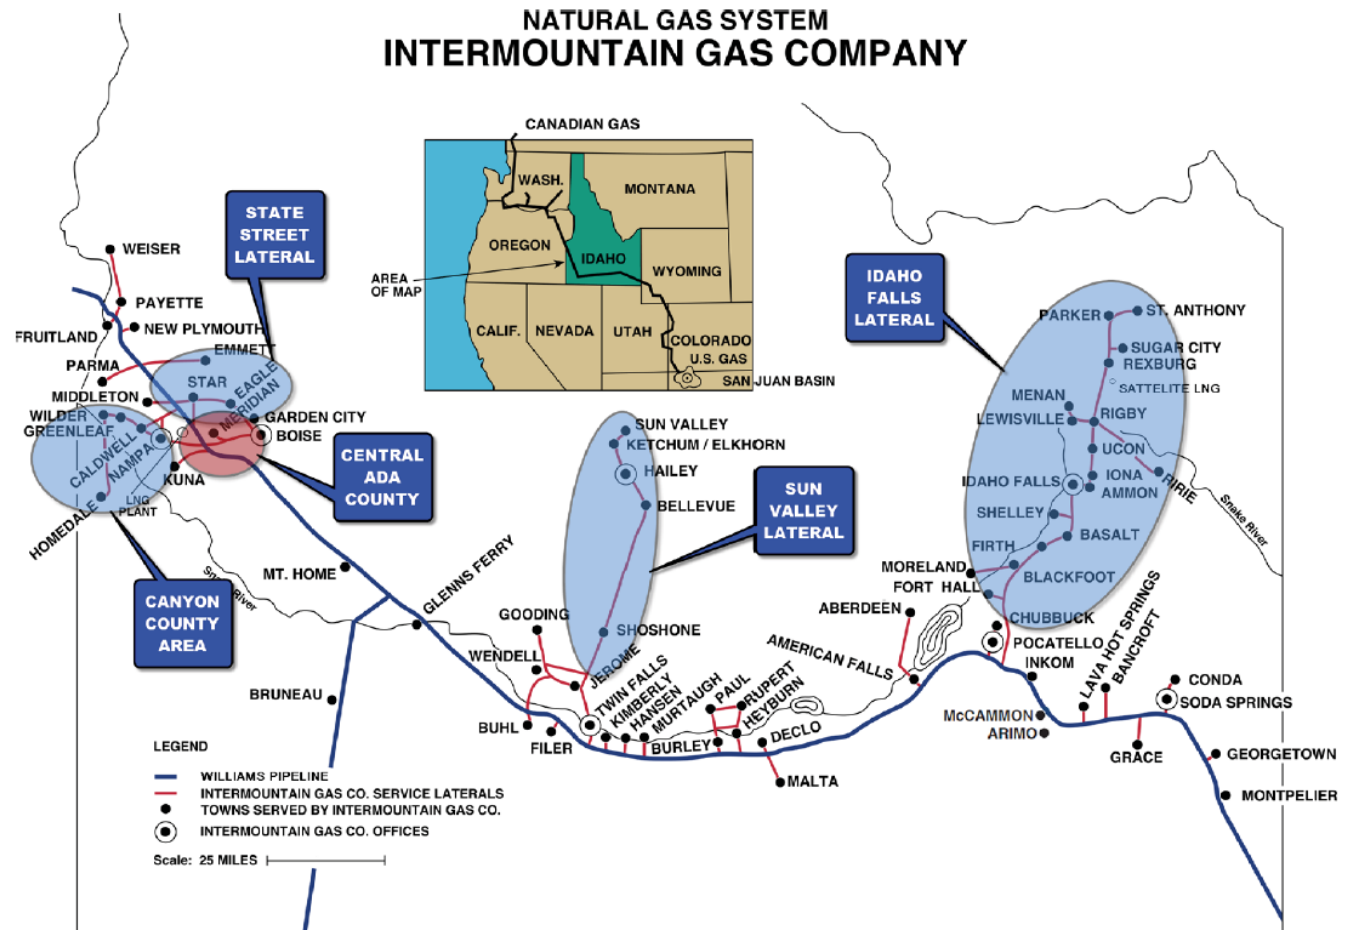 NATURAL GAS SYSTEM
INTERMOUNTAIN GAS COMPANY
CANADIAN GAS
WASH.
MONTANA
OREGON
IDAHO
WYOMING
AREA
OF MAP
CALIF.
NEVADA
UTAH
COLORADO
U.S. GAS
SAN JUAN BASIN
STATE
STREET
LATERAL
WEISER
PAYETTE
FRUITLAND
NEW PLYMOUTH
EMMETT
PARMA
STAR
EAGLE
MIDDLETON
MERIDIAN
WILDER
GARDEN CITY
GREENLEAF
BOISE
CALDWELL
NAMPA
KUNA
LNG
PLANT
HOMEDALE
CENTRAL
ADA
COUNTY
CANYON
COUNTY
AREA
Snake River
MT. HOME
GLENNS FERRY
BRUNEAU
SUN VALLEY
KETCHUM / ELKHORN
HAILEY
BELLEVUE
SUN
VALLEY
LATERAL
GOODING
SHOSHONE
WENDELL
JEROME
BUHL
FILER
TWIN FALLS
KIMBERLY
HANSEN
MURTAUGH
BURLEY
PAUL
RUPERT
HEYBURN
DECLO
MALTA
IDAHO
FALLS
LATERAL
PARKER
ST. ANTHONY
SUGAR CITY
REXBURG
SATTELITE LNG
MENAN
LEWISVILLE
RIGBY
UCON
IDAHO FALLS
IONA
AMMON
RIRIE
Snake River
SHELLEY
BASALT
FIRTH
MORELAND
BLACKFOOT
FORT HALL
ABERDEEN
CHUBBUCK
AMERICAN FALLS
POCATELLO
INKOM
LAVA HOT SPRINGS
BANCROFT
McCAMMON
ARIMO
CONDA
SODA SPRINGS
GRACE
GEORGETOWN
MONTPELIER
LEGEND
WILLIAMS PIPELINE
INTERMOUNTAIN GAS CO. SERVICE LATERALS
TOWNS SERVED BY INTERMOUNTAIN GAS CO.
INTERMOUNTAIN GAS CO. OFFICES
Scale: 25 MILES